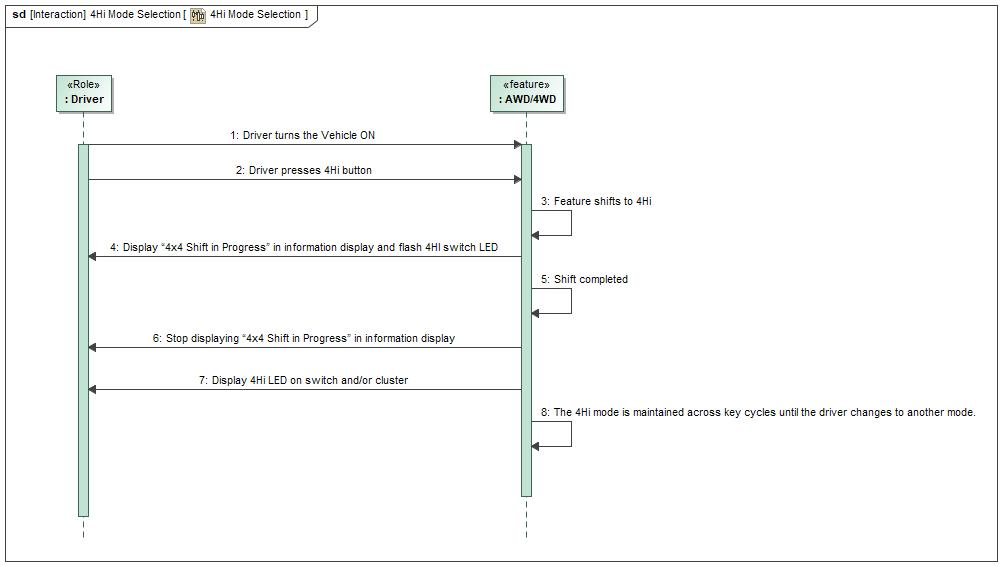 sd [Interaction] 4Hi Mode Selection [ 4Hi Mode Selection ]
«Role»
: Driver
«feature»
: AWD/4WD
1: Driver turns the Vehicle ON
2: Driver presses 4Hi button
3: Feature shifts to 4Hi
4: Display “4x4 Shift in Progress” in information display and flash 4HI switch LED
5: Shift completed
6: Stop displaying “4x4 Shift in Progress” in information display
7: Display 4Hi LED on switch and/or cluster
8: The 4Hi mode is maintained across key cycles until the driver changes to another mode.